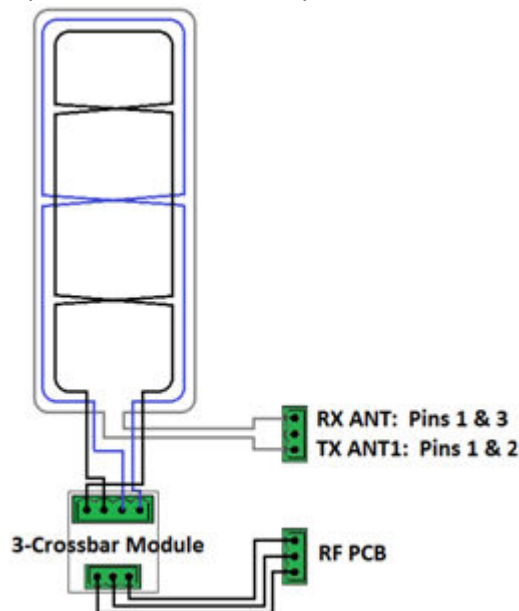 RX ANT: Pins 1 & 3
TX ANT1: Pins 1 & 2
3-Crossbar Module
RF PCB